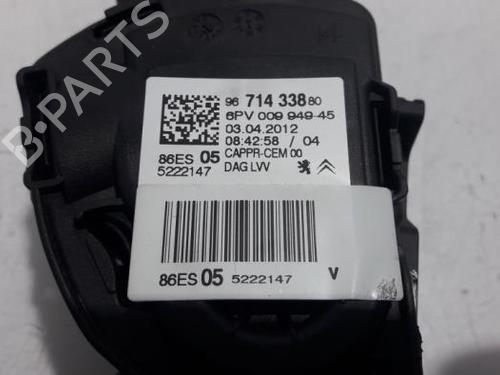 96 714 338 80
6PV 009 949-45
03.04.2012
08:42:58 / 04
86ES 05 CAPPR-CEM 00
5222147 DAG LVV
86ES 05 5222147 V
B-Parts